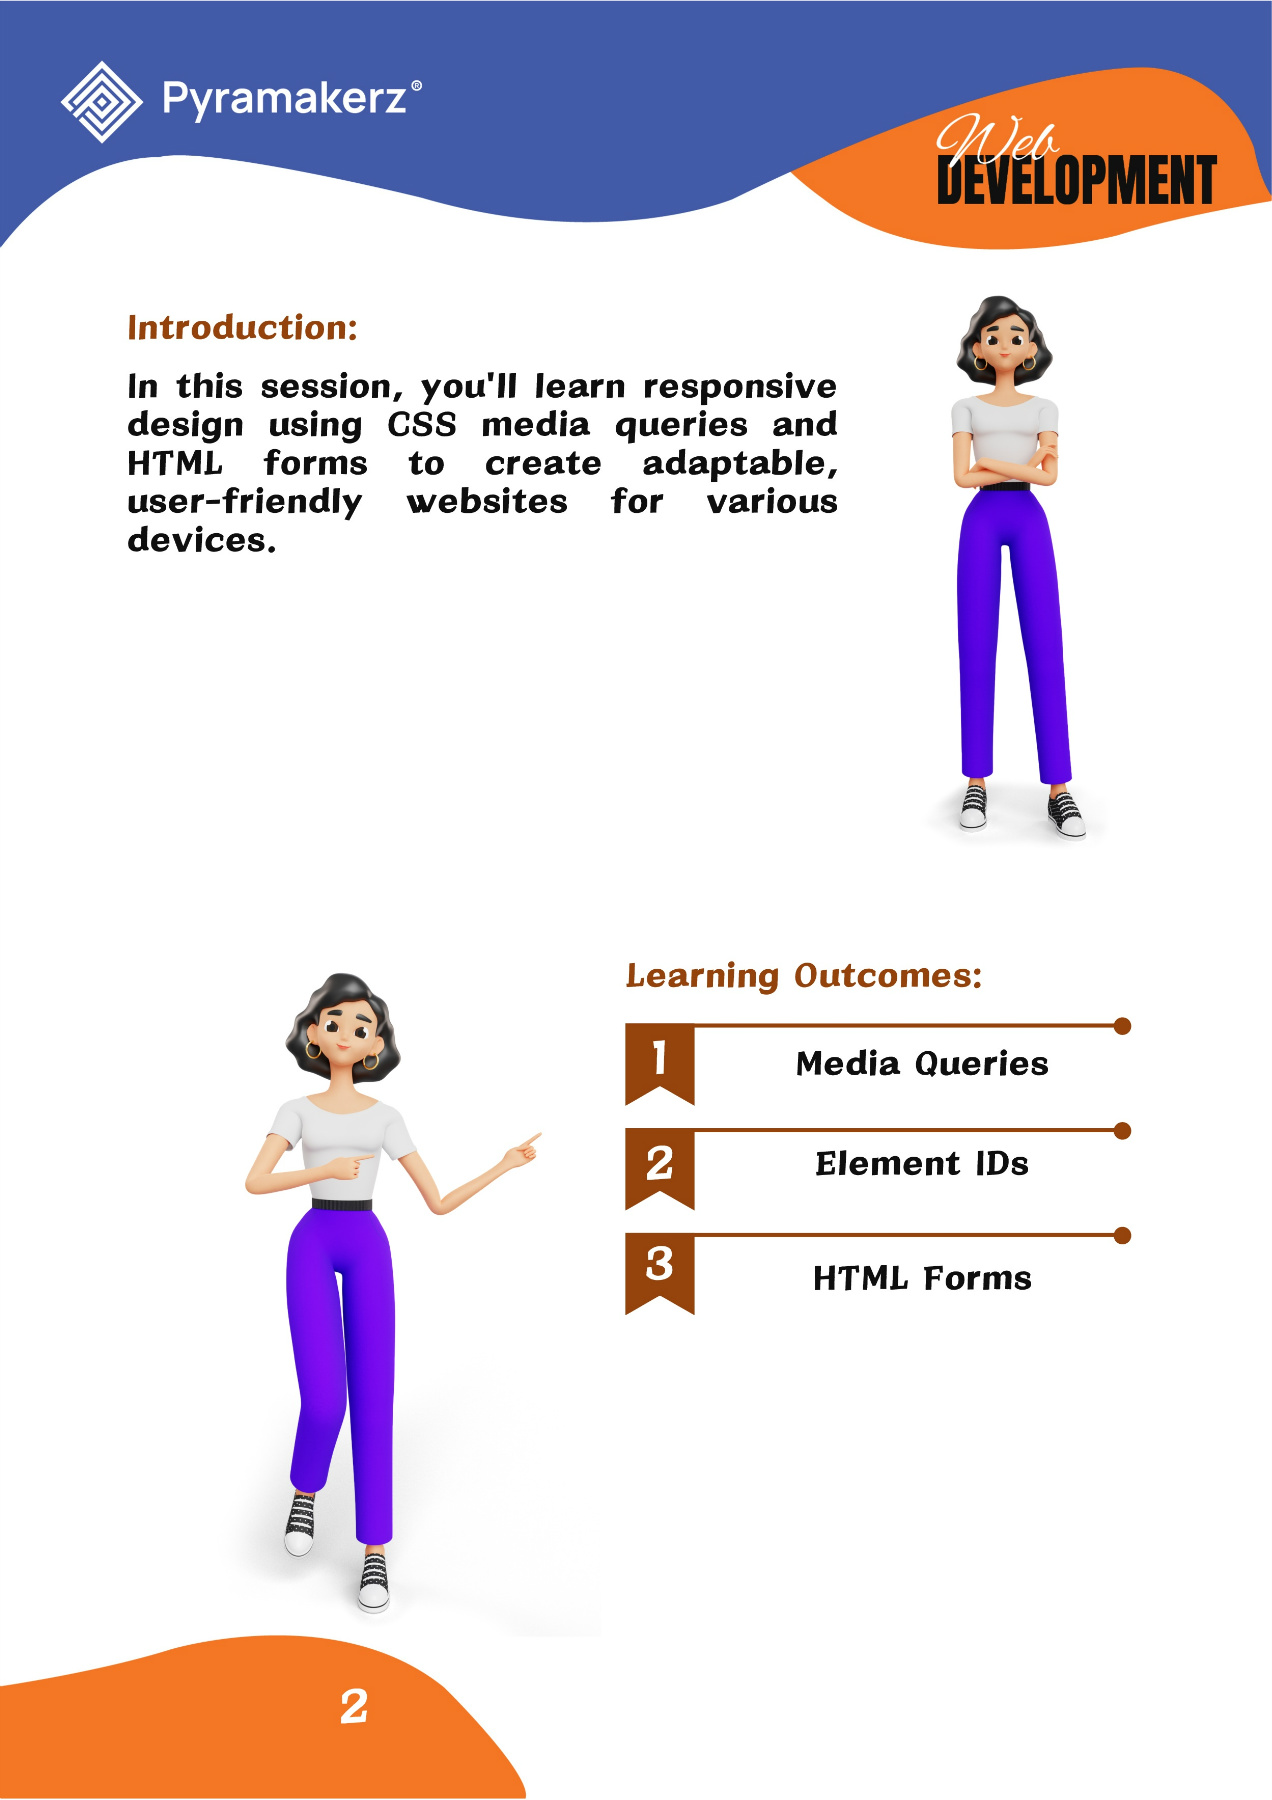 Pyramakerz®
Web
DEVELOPMENT
Introduction:
In this session, you'll learn responsive
design using CSS media queries and
HTML forms to create adaptable,
user-friendly websites for various
devices.
Learning Outcomes:
1
Media Queries
2
Element IDs
3
HTML Forms
2